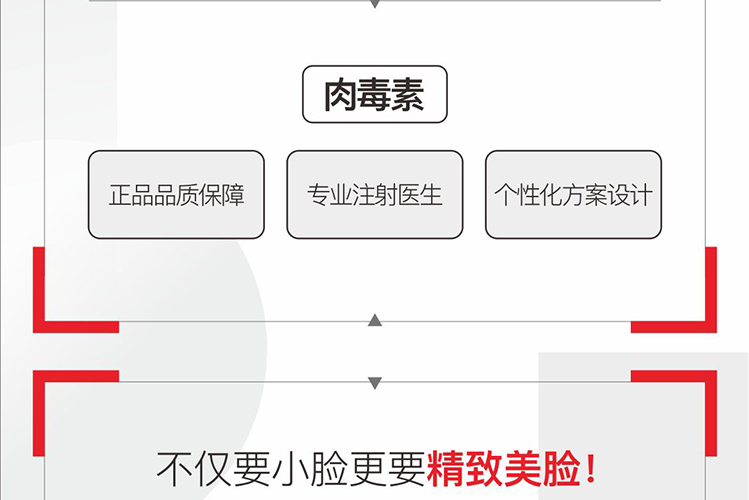 肉毒素
正品品质保障
专业注射医生
个性化方案设计
不仅要小脸更要精致美脸！